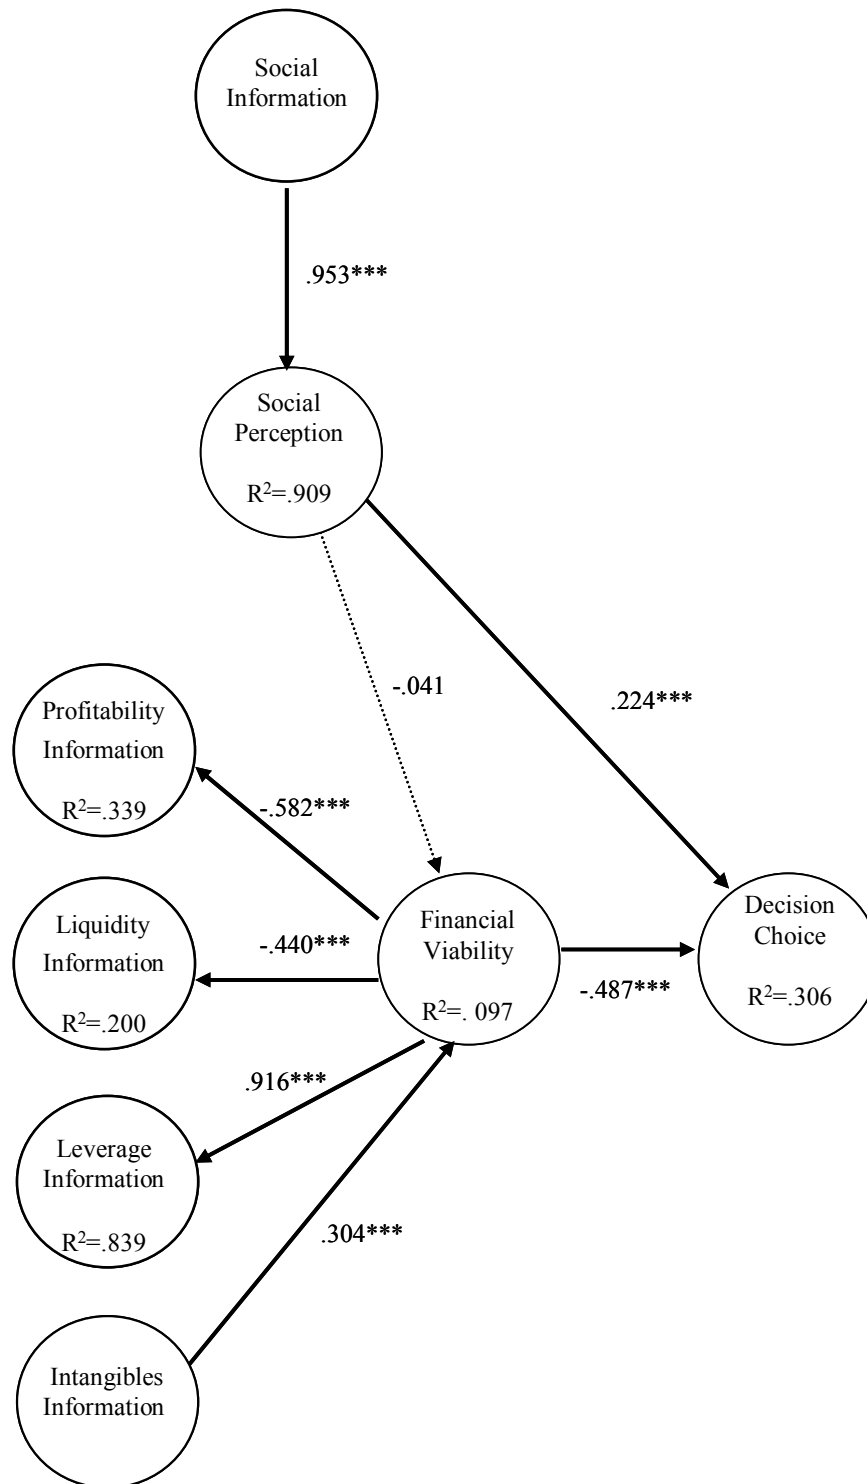 Social
Information
.953***
Social
Perception
R²=.909
-.041
.224***
Profitability
Information
R²=.339
-.582***
Liquidity
Information
R²=.200
-.440***
Financial
Viability
R²=. 097
-.487***
Decision
Choice
R²=.306
.916***
Leverage
Information
R²=.839
.304***
Intangibles
Information